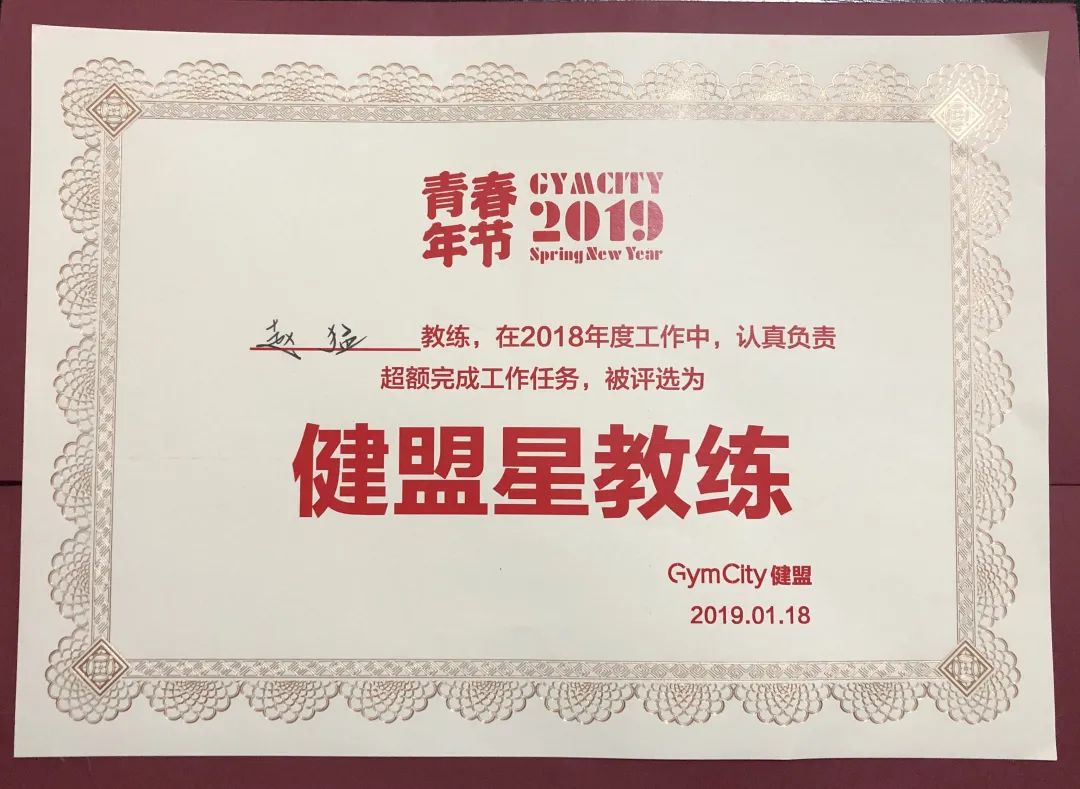 青春
年节
GYMCITY
2019
Spring New Year
赵猛教练，在2018年度工作中，认真负责
超额完成工作任务，被评选为
健盟星教练
GymCity 健盟
2019.01.18